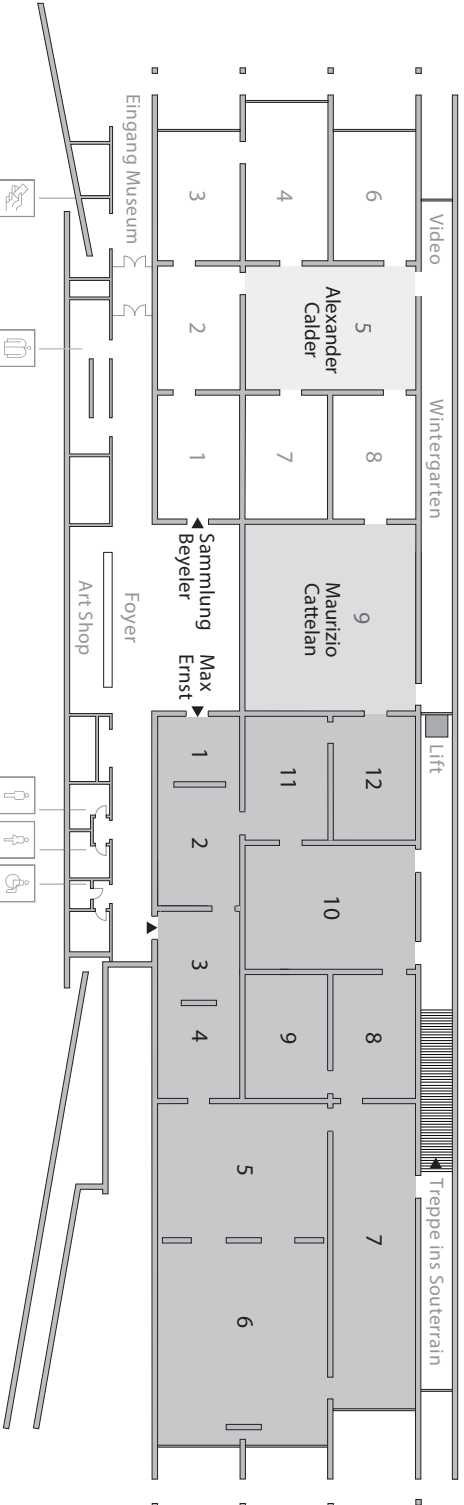 Video
Wintergarten
Lift
Treppe ins Souterrain
6
5
8
9
12
10
8
7
Alexander
Calder
Maurizio
Cattelan
4
7
11
9
5
6
3
2
1
Sammlung
Beyeler
Max
Ernst
1
2
3
4
Eingang Museum
Foyer
Art Shop